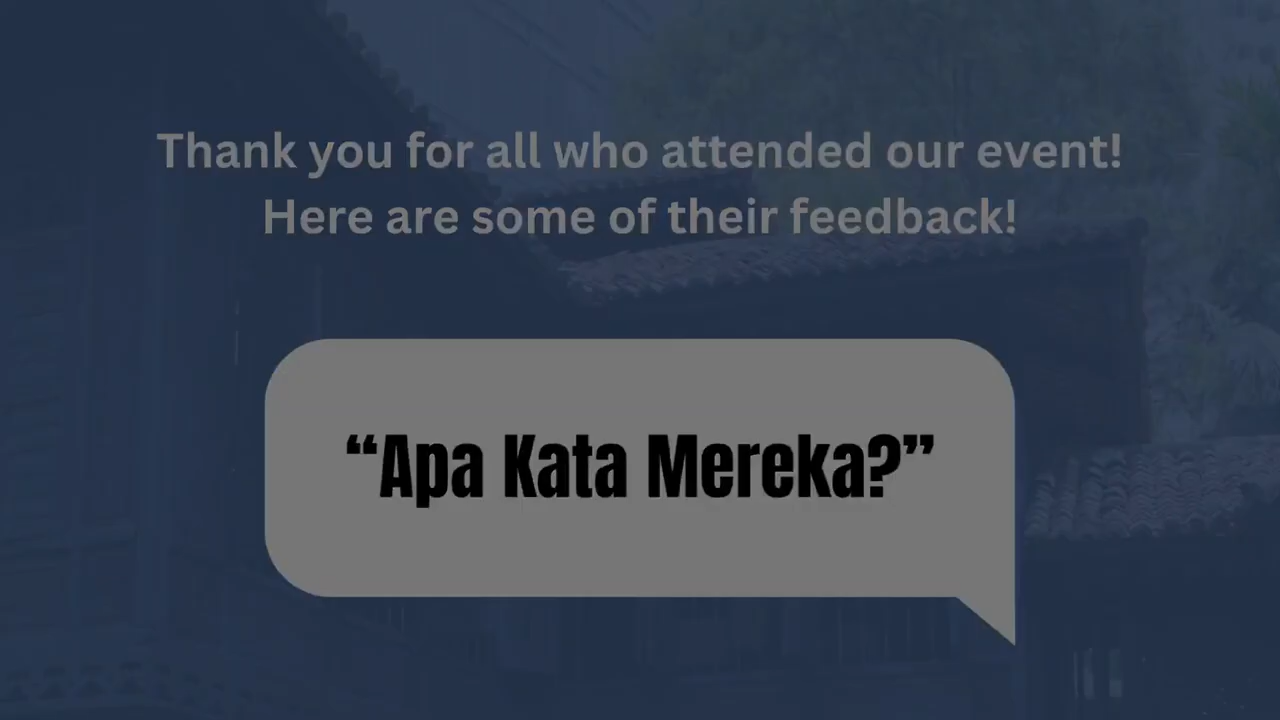 Thank you for all who attended our event!
Here are some of their feedback!
“Apa Kata Mereka?”